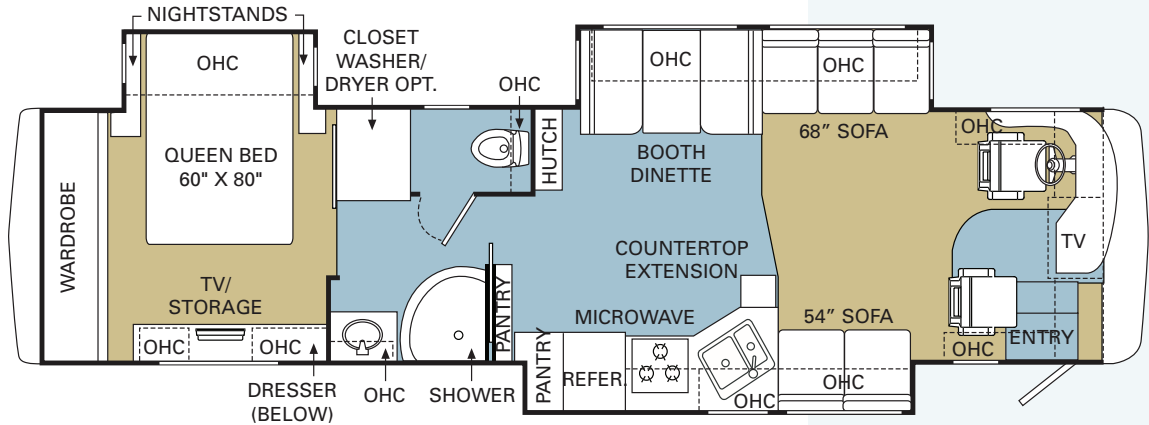 NIGHTSTANDS
OHC
QUEEN BED
60" X 80"
WARDROBE
TV/
STORAGE
OHC
OHC
DRESSER
(BELOW)
CLOSET
WASHER/
DRYER OPT.
OHC
OHC
SHOWER
HUTCH
PANTRY
PANTRY
REFER.
MICROWAVE
COUNTERTOP
EXTENSION
OHC
OHC
BOOTH
DINETTE
OHC
68” SOFA
54” SOFA
OHC
OHC
TV
ENTRY
OHC